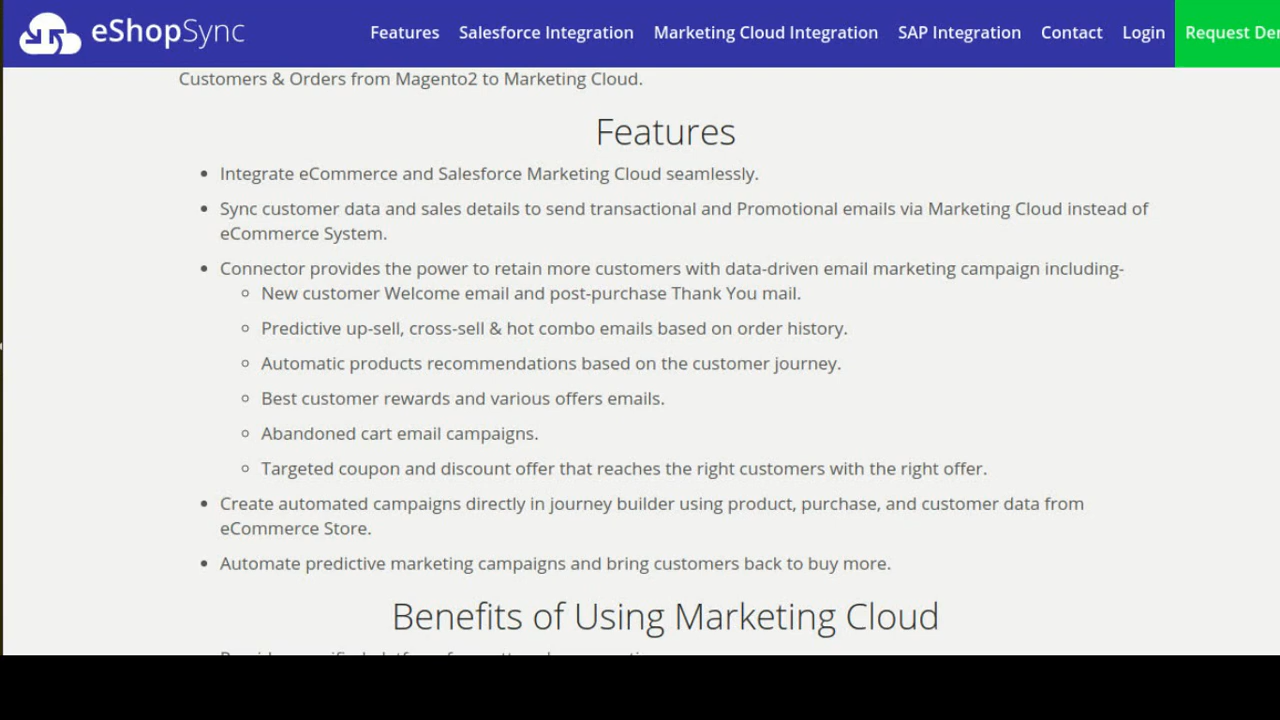 eShopSync
Features Salesforce Integration Marketing Cloud Integration SAP Integration Contact Login Request
Customers & Orders from Magento2 to Marketing Cloud.
Features
• Integrate eCommerce and Salesforce Marketing Cloud seamlessly.
• Sync customer data and sales details to send transactional and Promotional emails via Marketing Cloud instead of
eCommerce System.
• Connector provides the power to retain more customers with data-driven email marketing campaign including-
◦ New customer Welcome email and post-purchase Thank You mail.
◦ Predictive up-sell, cross-sell & hot combo emails based on order history.
◦ Automatic products recommendations based on the customer journey.
◦ Best customer rewards and various offers emails.
◦ Abandoned cart email campaigns.
◦ Targeted coupon and discount offer that reaches the right customers with the right offer.
• Create automated campaigns directly in journey builder using product, purchase, and customer data from
eCommerce Store.
• Automate predictive marketing campaigns and bring customers back to buy more.
Benefits of Using Marketing Cloud